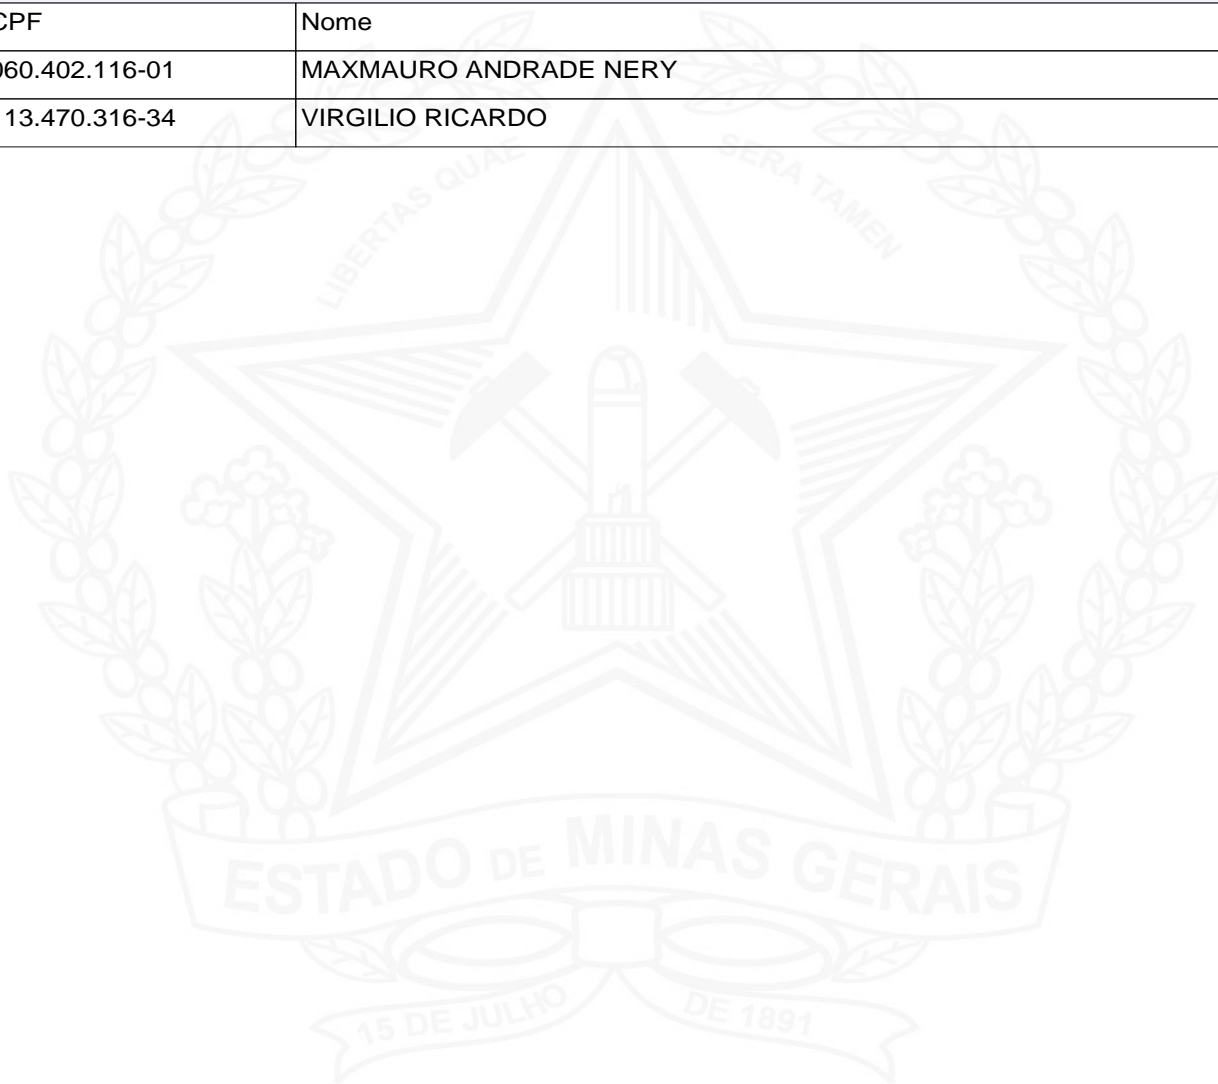 CPF Nome
060.402.116-01 MAXMAURO ANDRADE NERY
13.470.316-34 VIRGILIO RICARDO
LIBERTAS QUAE SERA TAMEN
ESTADO DE MINAS GERAIS
15 DE JULHO DE 1891